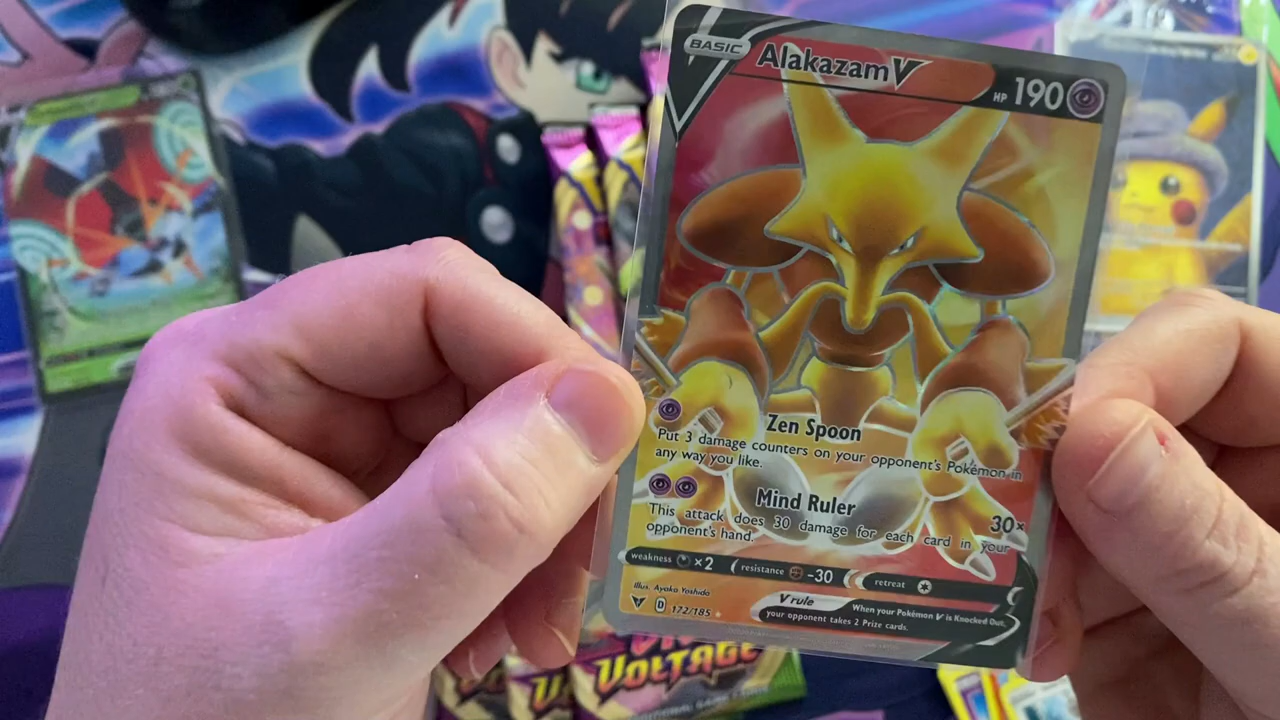 BASIC
Alakazam V
HP 190
Zen Spoon
Put 3 damage counters on your opponent's Pokémon in
any way you like.
Mind Ruler
30×
This attack does 30 damage for each card in your
opponent's hand.
weakness ×2 resistance -30 retreat
Illus. Ayako Yoshido
V rule
When your Pokémon V is Knocked Out,
your opponent takes 2 Prize cards.
D 172/185
VOLTAGE